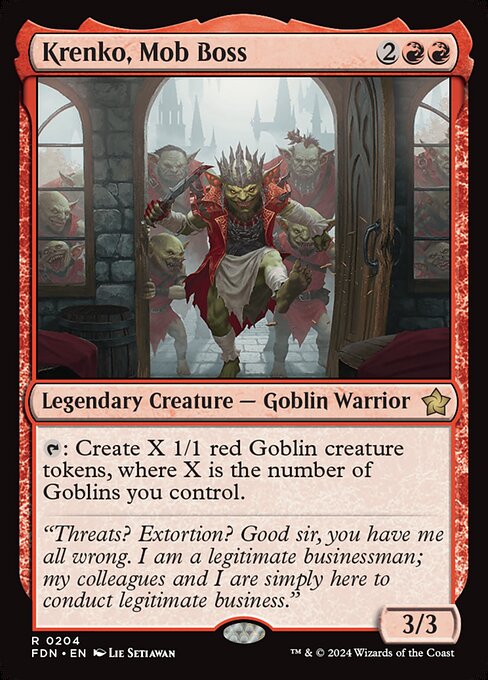 Krenko, Mob Boss 2
Legendary Creature — Goblin Warrior
: Create X 1/1 red Goblin creature
tokens, where X is the number of
Goblins you control.
“Threats? Extortion? Good sir, you have me
all wrong. I am a legitimate businessman;
my colleagues and I are simply here to
conduct legitimate business.”
3/3
R 0204
FDN • EN Lie Setiawan
™ & © 2024 Wizards of the Coast